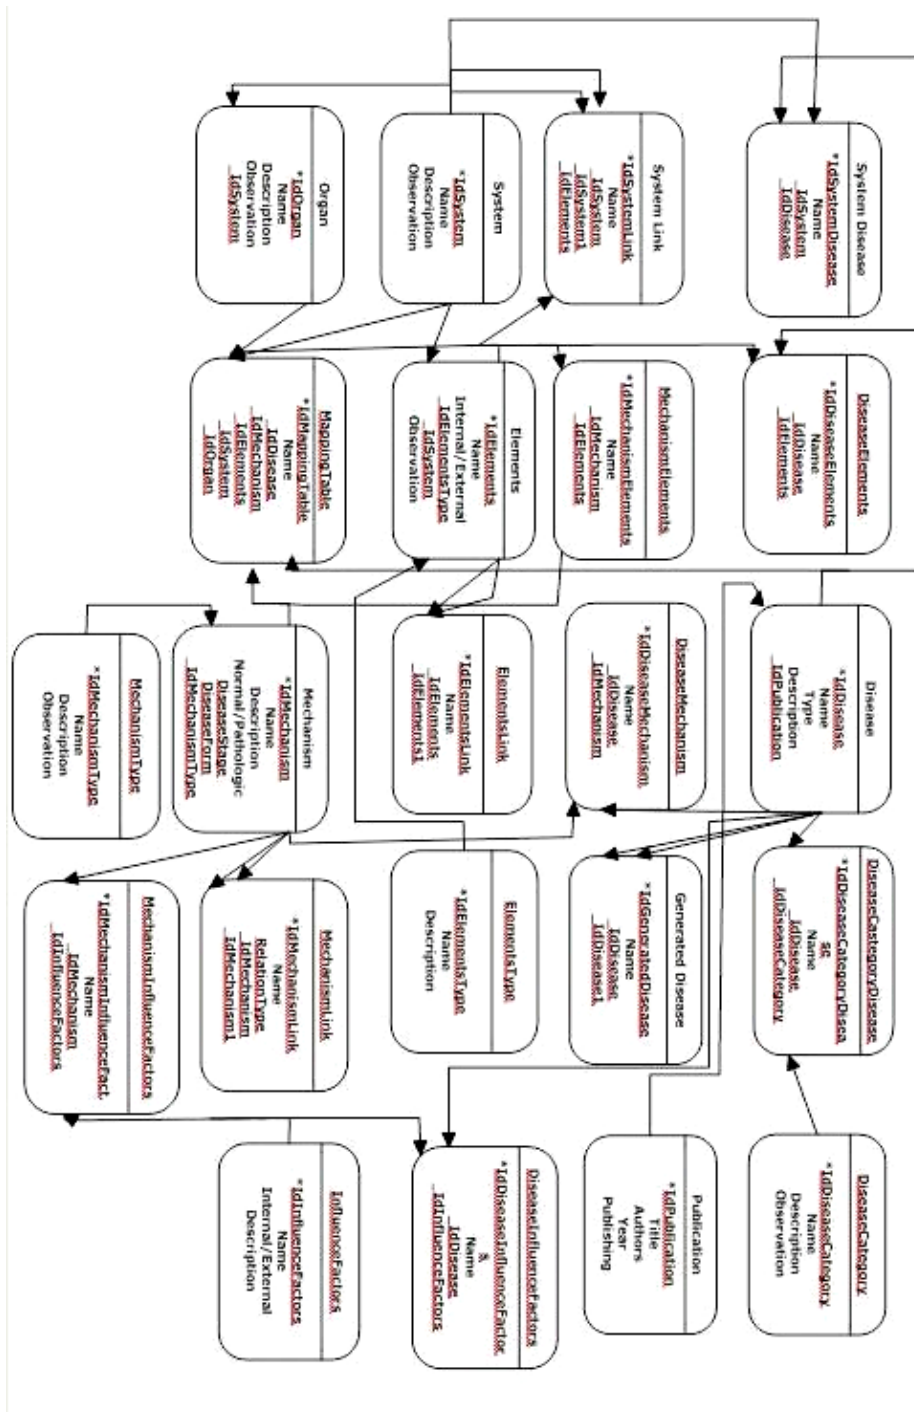 System Disease
*IdSystemDisease
Name
_IdSystem
_IdDisease
DiseaseElements
*IdDiseaseElements
Name
_IdDisease
_IdElements
Disease
*IdDisease
Name
Type
Description
_IdPublication
DiseaseCastegoryDisease
*IdDiseaseCategoryDisea
se
Name
_IdDisease
_IdDiseaseCategory
DiseaseCategory
*IdDiseaseCategory
Name
Description
Observation
System Link
*IdSystemLink
Name
_IdSystem
_IdSystem1
_IdElements
MechanismElements
*IdMechanismElements
Name
_IdMechanism
_IdElements
DiseaseMechanism
*IdDiseaseMechanism
Name
_IdDisease
_IdMechanism
Generated Disease
*IdGeneratedDisease
Name
_IdDisease
_IdDisease1
Publication
*IdPublication
Title
Authors
Year
Publishing
System
*IdSystem
Name
Description
Observation
Elements
*IdElements
Name
Internal/External
_IdElementsType
_IdSystem
Observation
ElementsLink
*IdElementsLink
Name
_IdElements
_IdElements1
ElementsType
*IdElementsType
Name
Description
DiseaseInfluenceFactors
*IdDiseaseInfluenceFactor
s
Name
_IdDisease
_IdInfluenceFactors
Organ
*IdOrgan
Name
Description
Observation
_IdSystem
MappingTable
*IdMappingTable
Name
_IdDisease
_IdMechanism
_IdElements
_IdSystem
_IdOrgan
Mechanism
*IdMechanism
Name
Description
Normal/Pathologic
DiseaseStage
DiseaseForm
_IdMechanismType
MechanismLink
*IdMechanismLink
Name
RelationType
_IdMechanism
_IdMechanism1
InfluenceFactors
*IdInfluenceFactors
Name
Internal/External
Description
MechanismType
*IdMechanismType
Name
Description
Observation
MechanismInfluenceFactors
*IdMechanismInfluenceFact
Name
_IdMechanism
_IdInfluenceFactors